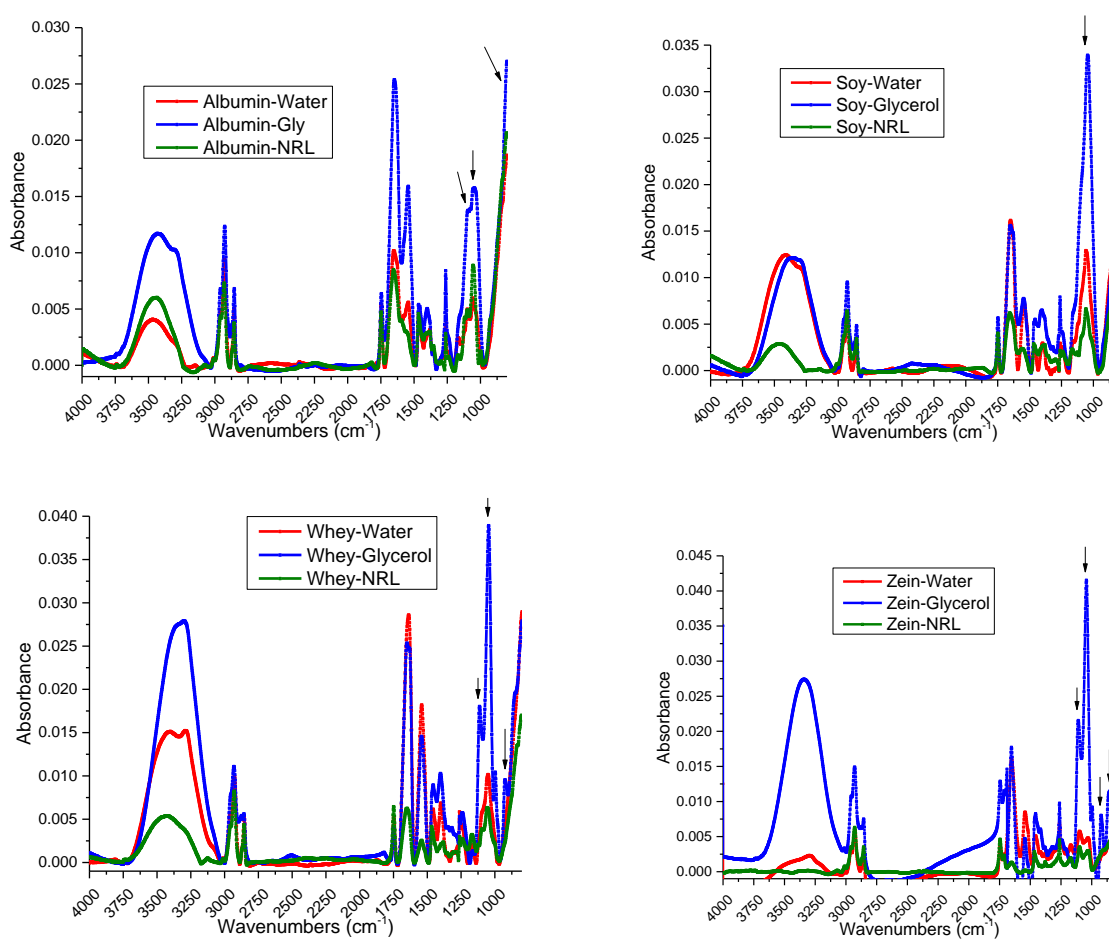 0.030
0.025
0.020
0.015
0.010
0.005
0.000
Absorbance
Albumin-Water
Albumin-Gly
Albumin-NRL
4000 3750 3500 3250 3000 2750 2500 2250 2000 1750 1500 1250 1000
Wavenumbers (cm⁻¹)
0.035
0.030
0.025
0.020
0.015
0.010
0.005
0.000
Absorbance
Soy-Water
Soy-Glycerol
Soy-NRL
4000 3750 3500 3250 3000 2750 2500 2250 2000 1750 1500 1250 1000
Wavenumbers (cm⁻¹)
0.040
0.035
0.030
0.025
0.020
0.015
0.010
0.005
0.000
Absorbance
Whey-Water
Whey-Glycerol
Whey-NRL
4000 3750 3500 3250 3000 2750 2500 2250 2000 1750 1500 1250 1000
Wavenumbers (cm⁻¹)
0.045
0.040
0.035
0.030
0.025
0.020
0.015
0.010
0.005
0.000
Absorbance
Zein-Water
Zein-Glycerol
Zein-NRL
4000 3750 3500 3250 3000 2750 2500 2250 2000 1750 1500 1250 1000
Wavenumbers (cm⁻¹)